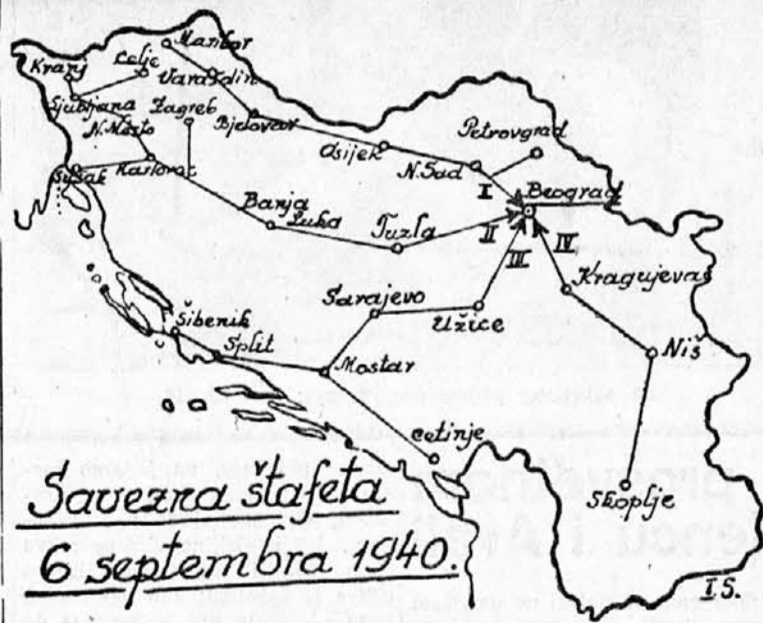 Maribor
Kranj
Celje
Varaždin
Ljubljana
Zagreb
N. Mesto
Bjelovar
Petrovgrad
Osijek
N. Sad
I
Beograd
Sušak
Karlovac
Banja
Luka
Tuzla
II
III
IV
Kragujevac
Sarajevo
Užice
Šibenik
Split
Mostar
Niš
Cetinje
Skoplje
Savezna štafeta
6 septembra 1940.
I.S.